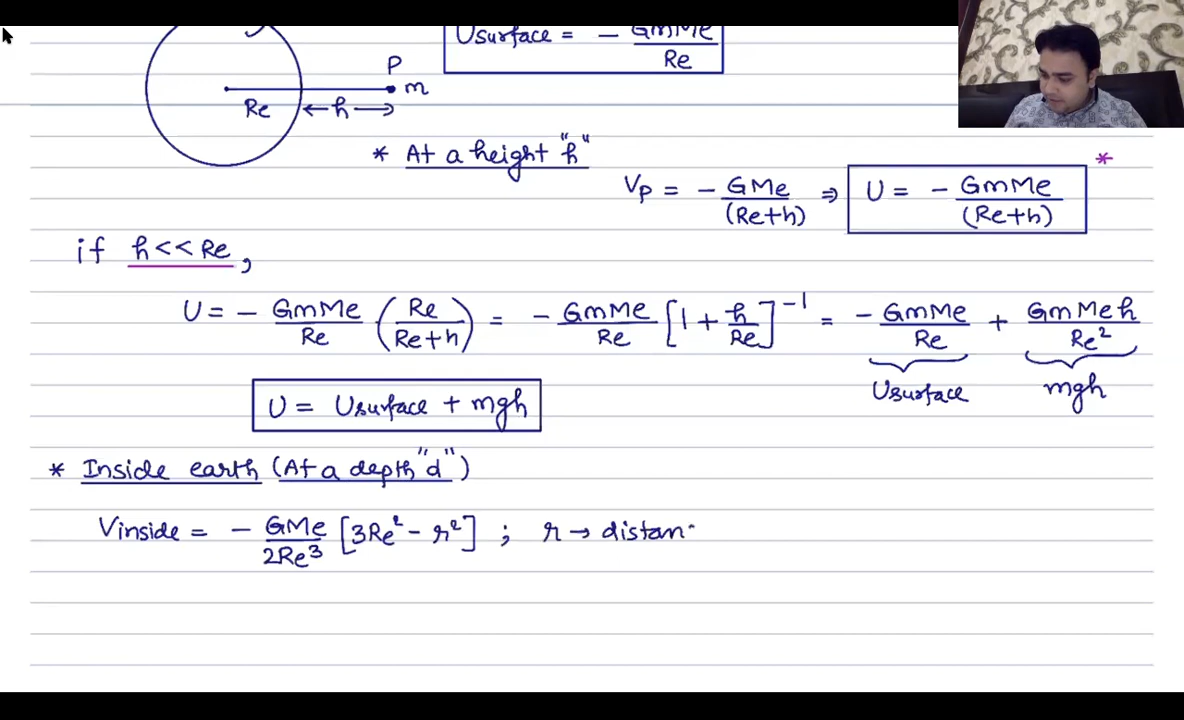 Usurface = - GmMe/Re
P
m
Re ←h→
* At a height "h"
Vp = - GMe/(Re+h) ⇒ U = - GmMe/(Re+h) *
if h<<Re,
U = - GmMe/Re (Re/Re+h) = - GmMe/Re [1 + h/Re]^-1 = - GmMe/Re + GmMeh/Re²
Usurface mgh
U = Usurface + mgh
* Inside earth (At a depth "d")
Vinside = - GMe/2Re³ [3Re² - r²] ; r → distan